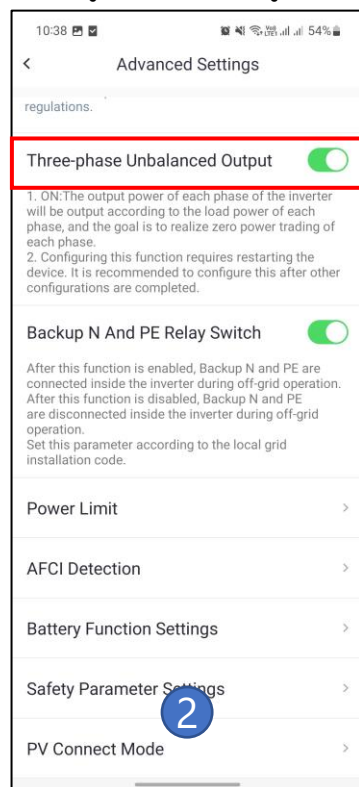 10:38 54%
< Advanced Settings
regulations.
Three-phase Unbalanced Output
1. ON:The output power of each phase of the inverter
will be output according to the load power of each
phase, and the goal is to realize zero power trading of
each phase.
2. Configuring this function requires restarting the
device. It is recommended to configure this after other
configurations are completed.
Backup N And PE Relay Switch
After this function is enabled, Backup N and PE are
connected inside the inverter during off-grid operation.
After this function is disabled, Backup N and PE
are disconnected inside the inverter during off-grid
operation.
Set this parameter according to the local grid
installation code.
Power Limit >
AFCI Detection >
Battery Function Settings >
Safety Parameter Settings >
2
PV Connect Mode >